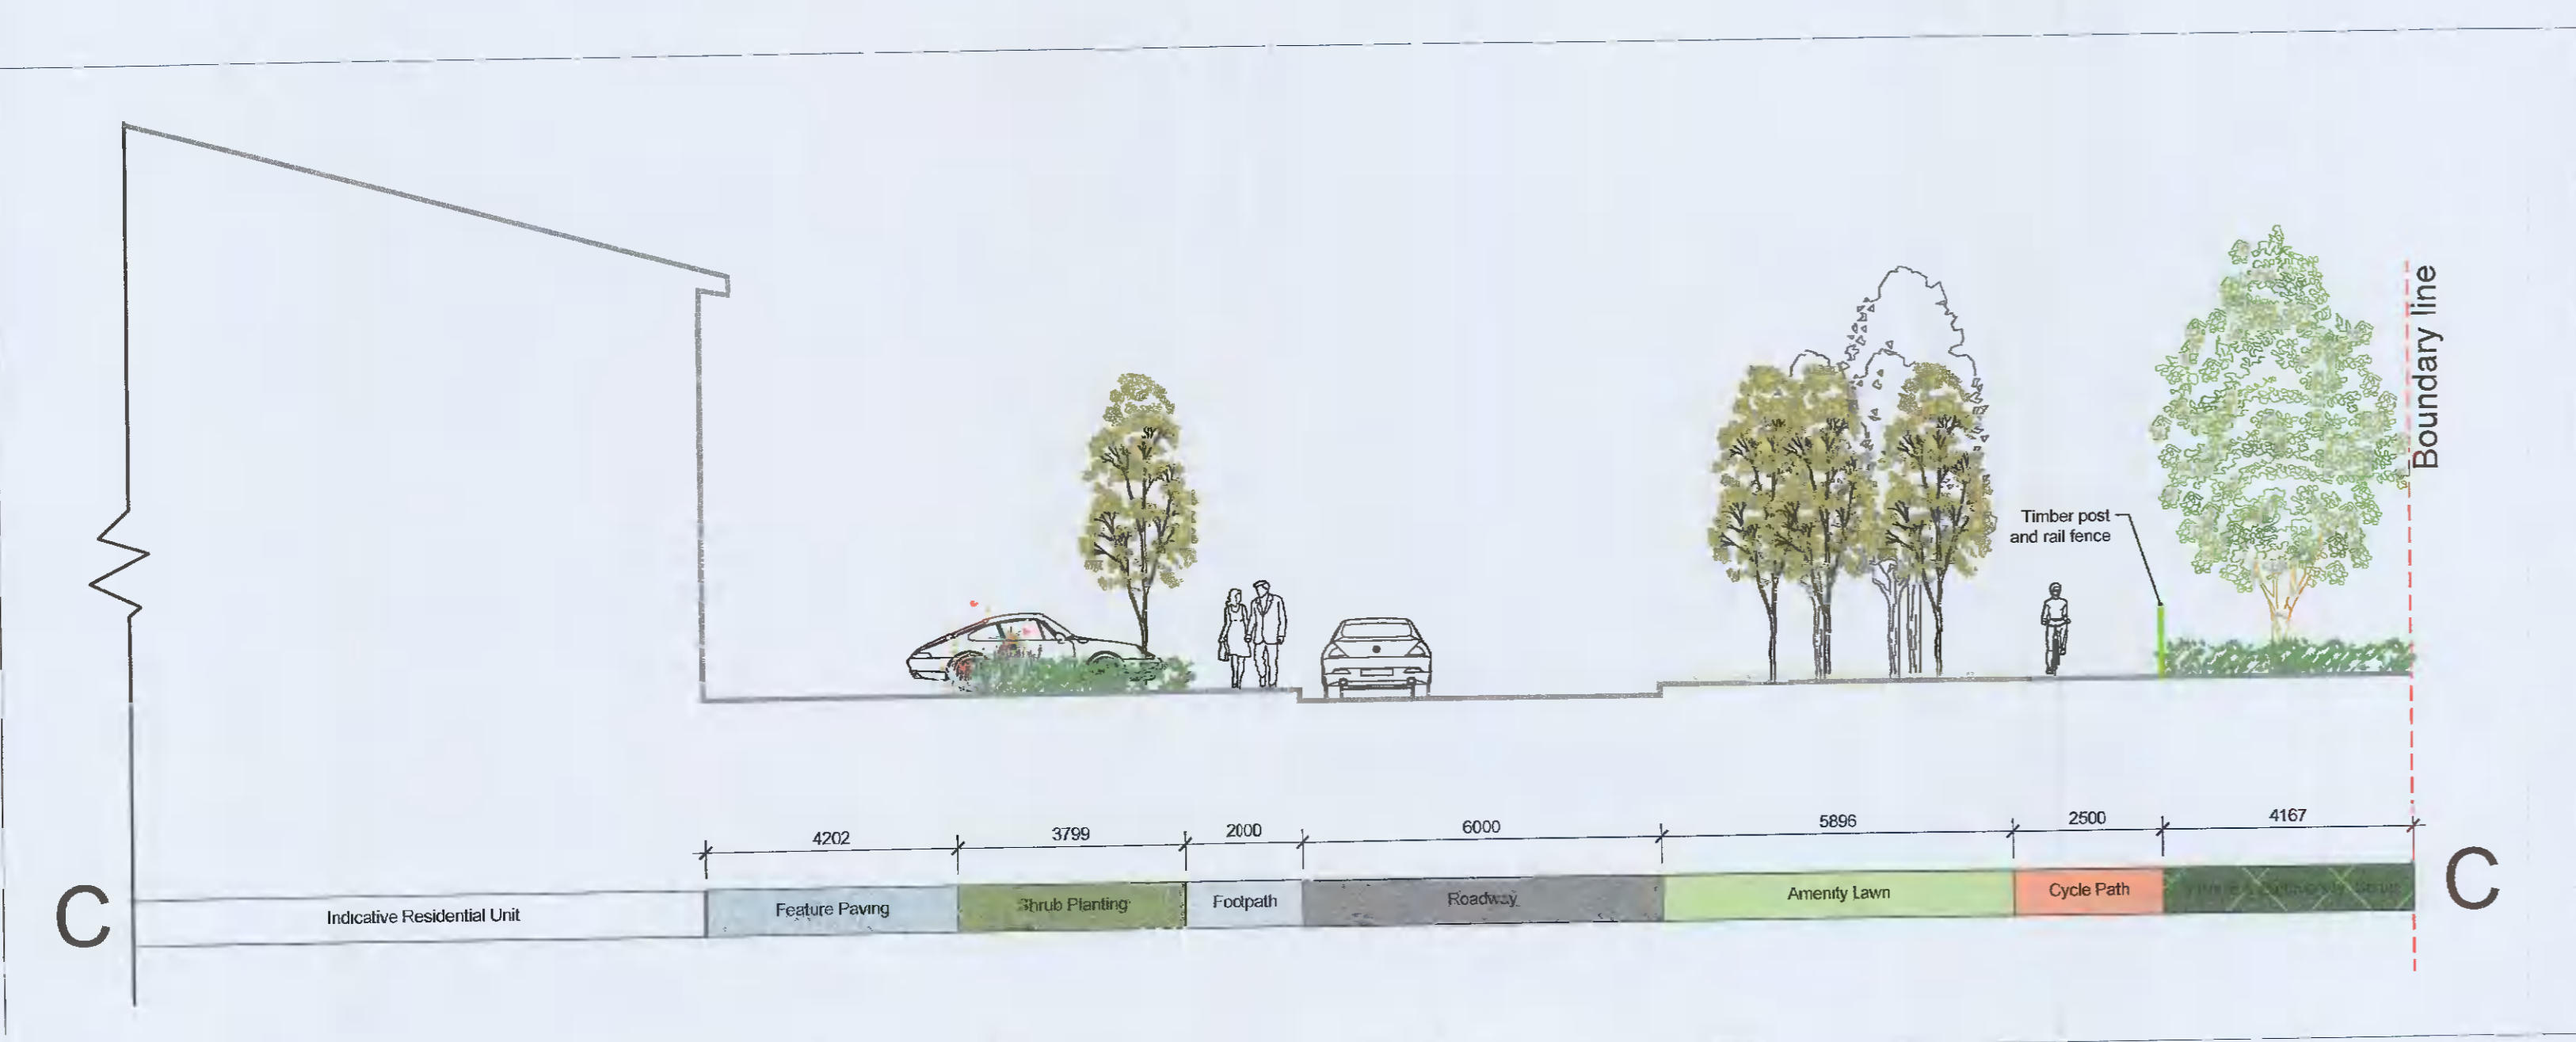 Boundary line
Timber post
and rail fence
4202
3799
2000
6000
5896
2500
4167
C
Indicative Residential Unit
Feature Paving
Shrub Planting
Footpath
Roadway
Amenity Lawn
Cycle Path
C